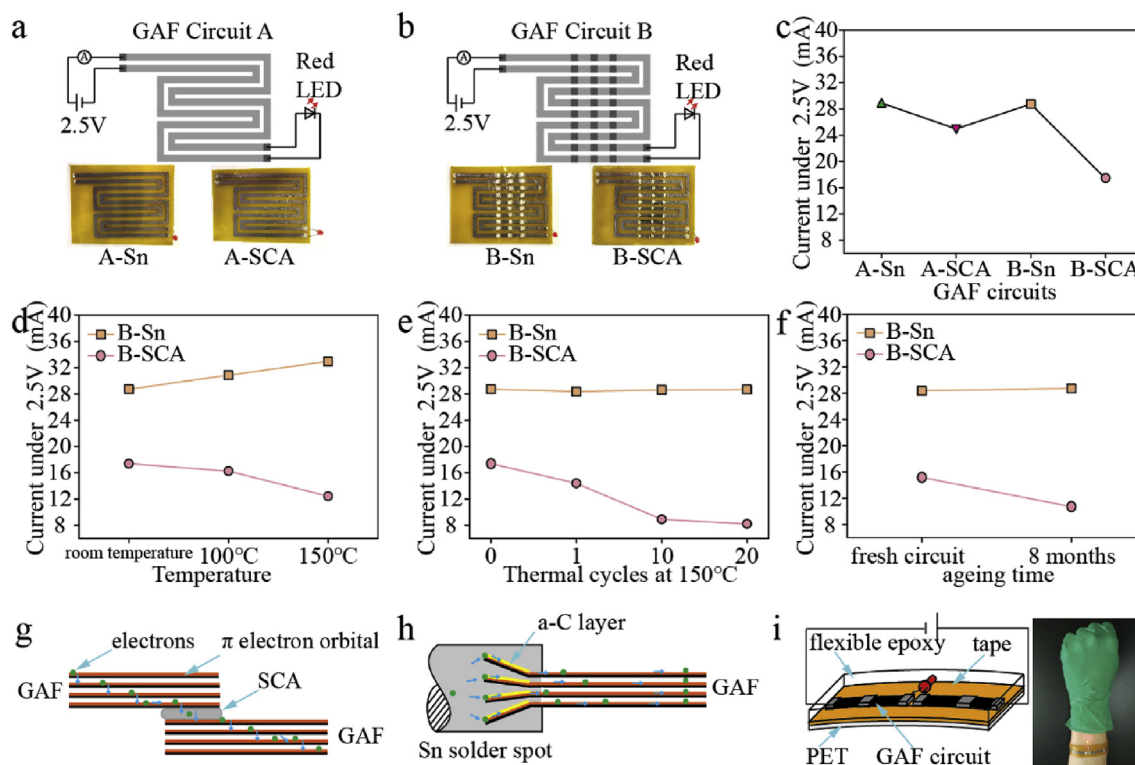 a
GAF Circuit A
A
2.5V
Red
LED
A-Sn
A-SCA
b
GAF Circuit B
A
2.5V
Red
LED
B-Sn
B-SCA
c
Current under 2.5V (mA)
40
36
32
28
24
20
16
12
8
A-Sn
A-SCA
B-Sn
B-SCA
GAF circuits
d
Current under 2.5V (mA)
40
36
32
28
24
20
16
12
8
B-Sn
B-SCA
room temperature
100°C
150°C
Temperature
e
Current under 2.5V (mA)
40
36
32
28
24
20
16
12
8
B-Sn
B-SCA
0
1
10
20
Thermal cycles at 150°C
f
Current under 2.5V (mA)
40
36
32
28
24
20
16
12
8
B-Sn
B-SCA
fresh circuit
8 months
ageing time
g
electrons
π electron orbital
GAF
SCA
GAF
h
a-C layer
GAF
Sn solder spot
i
flexible epoxy
tape
PET
GAF circuit